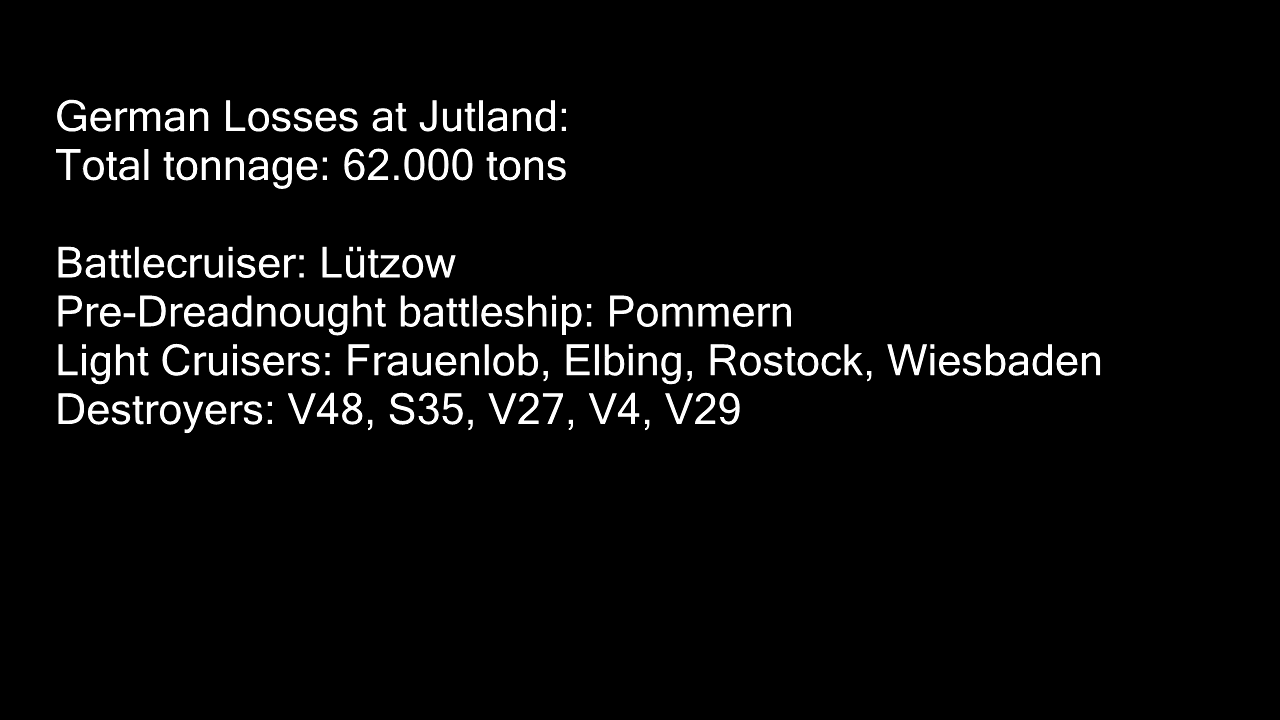 German Losses at Jutland:
Total tonnage: 62.000 tons
Battlecruiser: Lützow
Pre-Dreadnought battleship: Pommern
Light Cruisers: Frauenlob, Elbing, Rostock, Wiesbaden
Destroyers: V48, S35, V27, V4, V29